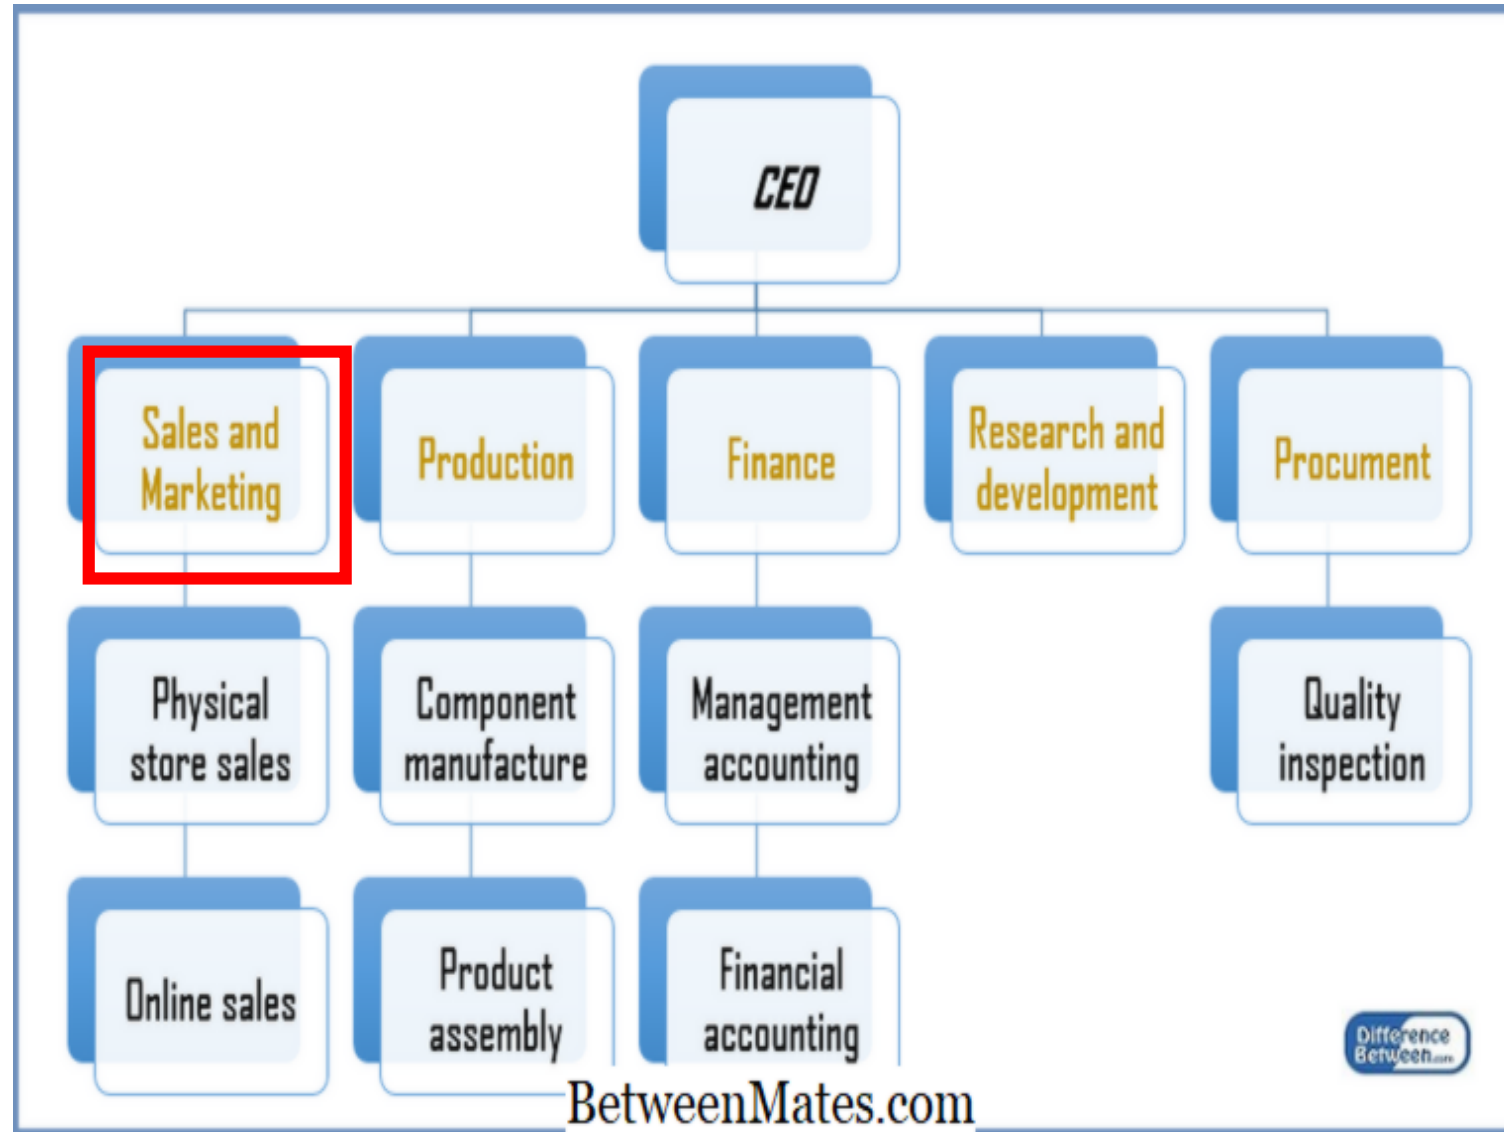 CEO
Sales and
Marketing
Production
Finance
Research and
development
Procument
Physical
store sales
Component
manufacture
Management
accounting
Quality
inspection
Online sales
Product
assembly
Financial
accounting
Difference
Between.com
BetweenMates.com